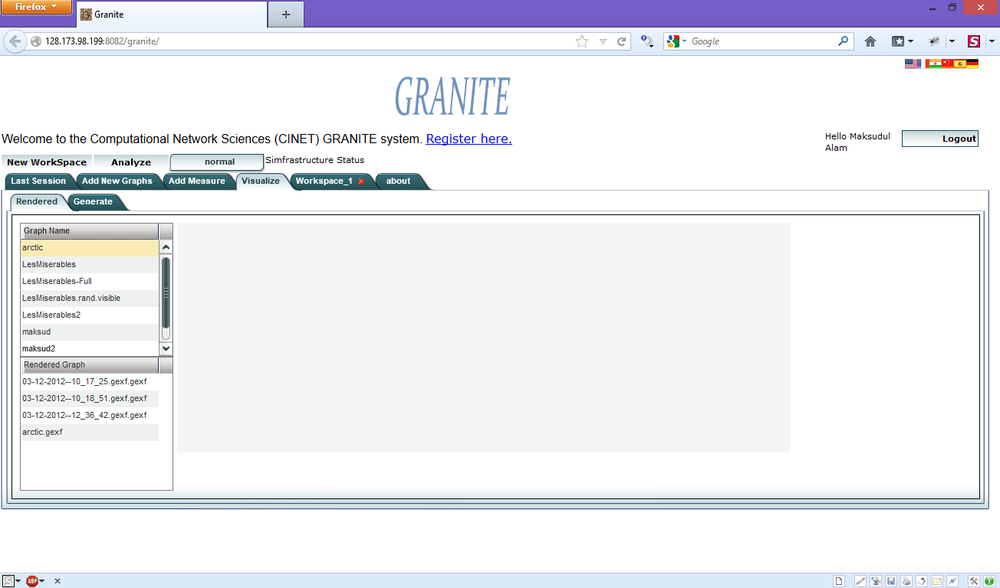 Firefox
Granite
128.173.98.199:8082/granite/
Google
S
GRANITE
Welcome to the Computational Network Sciences (CINET) GRANITE system. Register here.
Hello Maksudul
Alam
Logout
New WorkSpace Analyze normal Simfrastructure Status
Last Session Add New Graphs Add Measure Visualize Workspace_1 x about
Rendered Generate
Graph Name
arctic
LesMiserables
LesMiserables-Full
LesMiserables.rand.visible
LesMiserables2
maksud
maksud2
Rendered Graph
03-12-2012--10_17_25.gexf.gexf
03-12-2012--10_18_51.gexf.gexf
03-12-2012--12_36_42.gexf.gexf
arctic.gexf
S ABP x